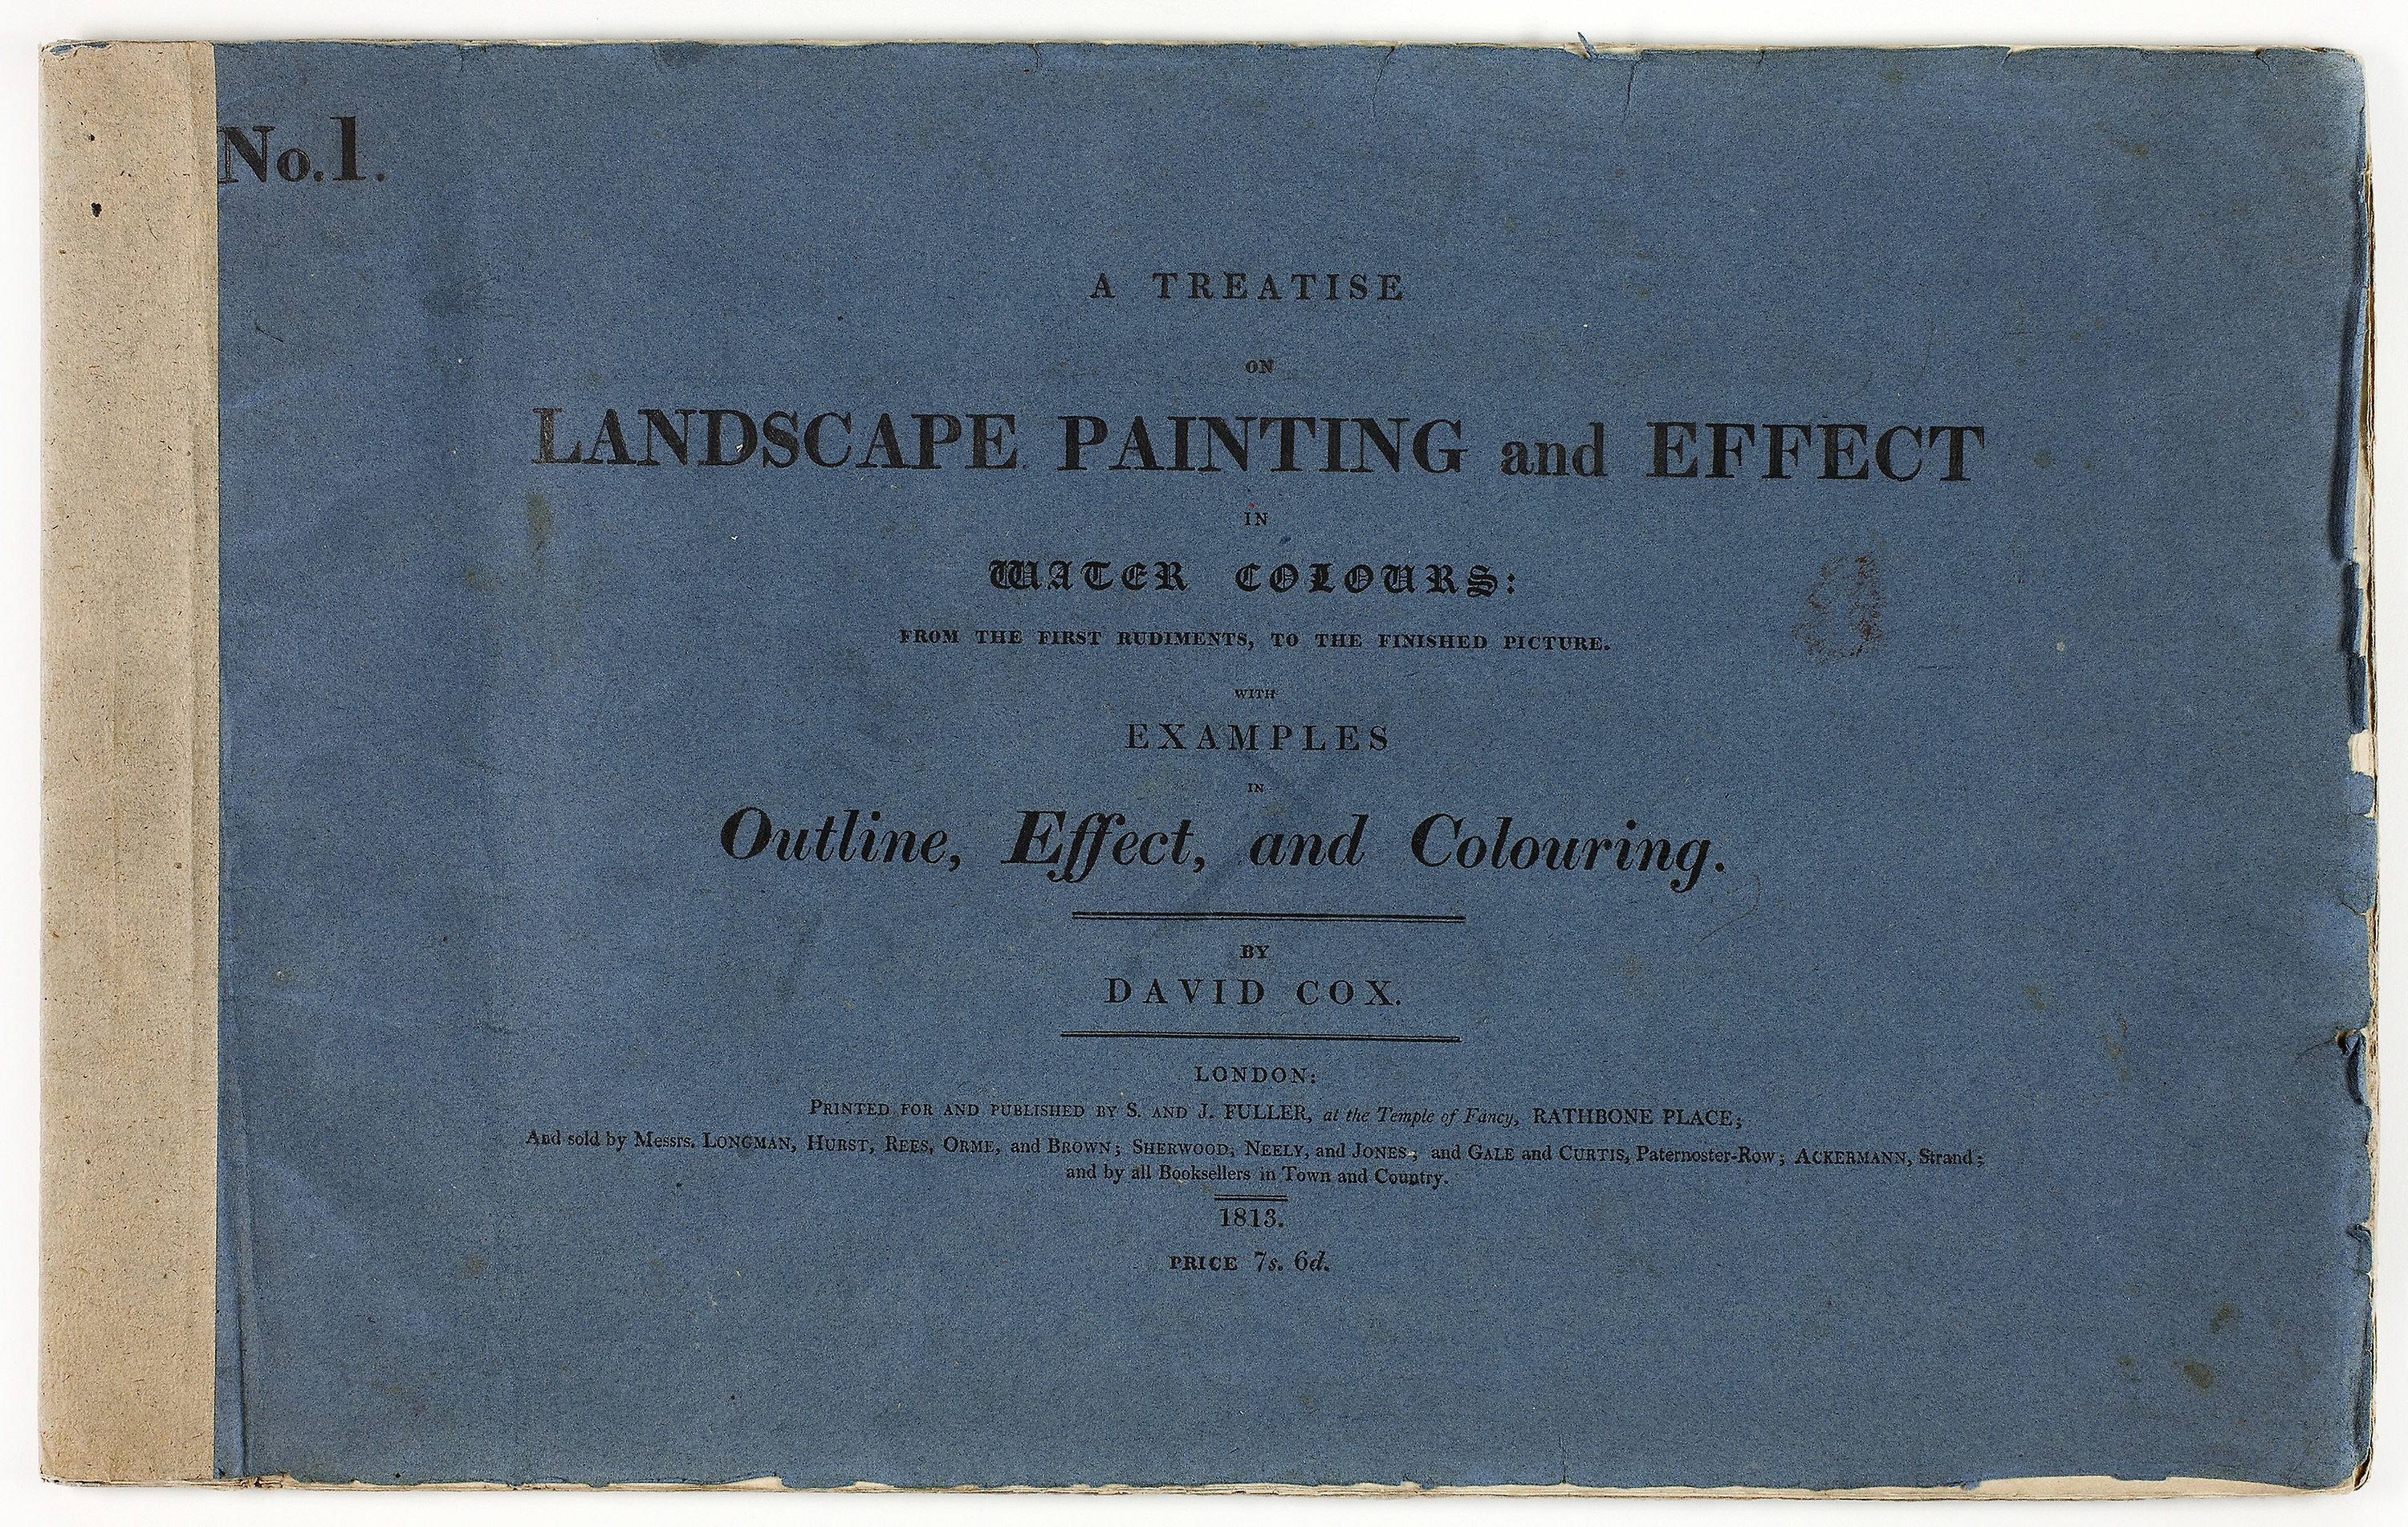 No. 1.
A TREATISE
ON
LANDSCAPE PAINTING and EFFECT
IN
WATER COLOURS:
FROM THE FIRST RUDIMENTS, TO THE FINISHED PICTURE.
WITH
EXAMPLES
IN
Outline, Effect, and Colouring.
BY
DAVID COX.
LONDON:
PRINTED FOR AND PUBLISHED BY S. AND J. FULLER, at the Temple of Fancy, RATHBONE PLACE;
And sold by Messrs. LONGMAN, HURST, REES, ORME, and BROWN; SHERWOOD, NEELY, and JONES; and GALE and CURTIS, Paternoster-Row; ACKERMANN, Strand;
and by all Booksellers in Town and Country.
1813.
PRICE 7s. 6d.